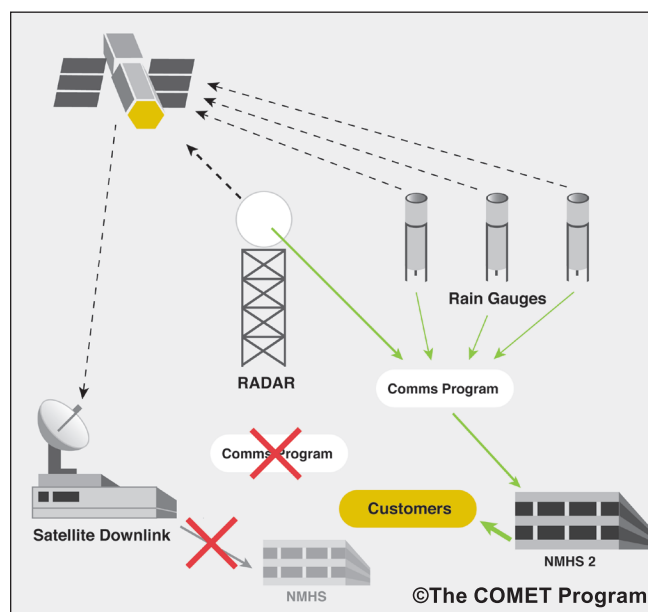 Rain Gauges
RADAR
Comms Program
Comms Program
Customers
Satellite Downlink
NMHS 2
NMHS
©The COMET Program